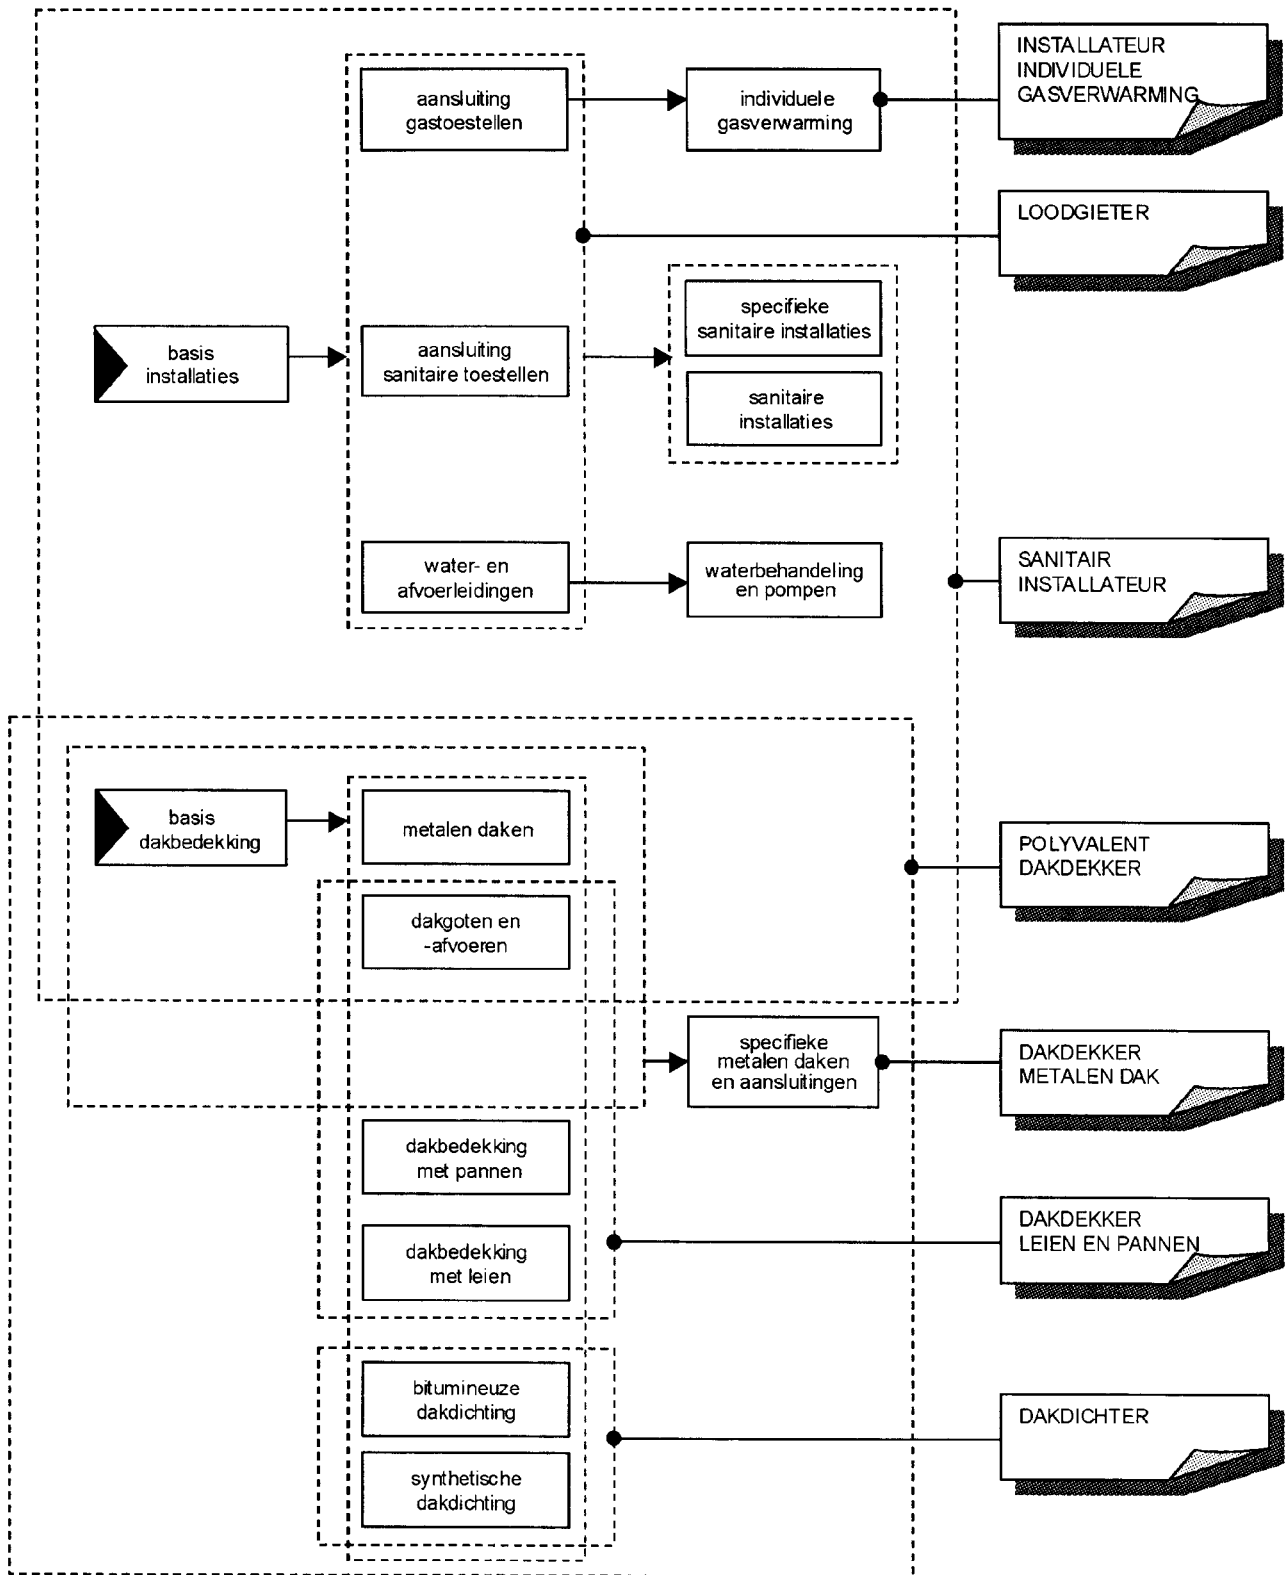 INSTALLATEUR
INDIVIDUELE
GASVERWARMING
aansluiting
gastoestellen
individuele
gasverwarming
LOODGIETER
basis
installaties
aansluiting
sanitaire toestellen
specifieke
sanitaire installaties
sanitaire
installaties
water- en
afvoerleidingen
waterbehandeling
en pompen
SANITAIR
INSTALLATEUR
basis
dakbedekking
metalen daken
POLYVALENT
DAKDEKKER
dakgoten en
-afvoeren
specifieke
metalen daken
en aansluitingen
DAKDEKKER
METALEN DAK
dakbedekking
met pannen
dakbedekking
met leien
DAKDEKKER
LEIEN EN PANNEN
bitumineuze
dakdichting
DAKDICHTER
synthetische
dakdichting